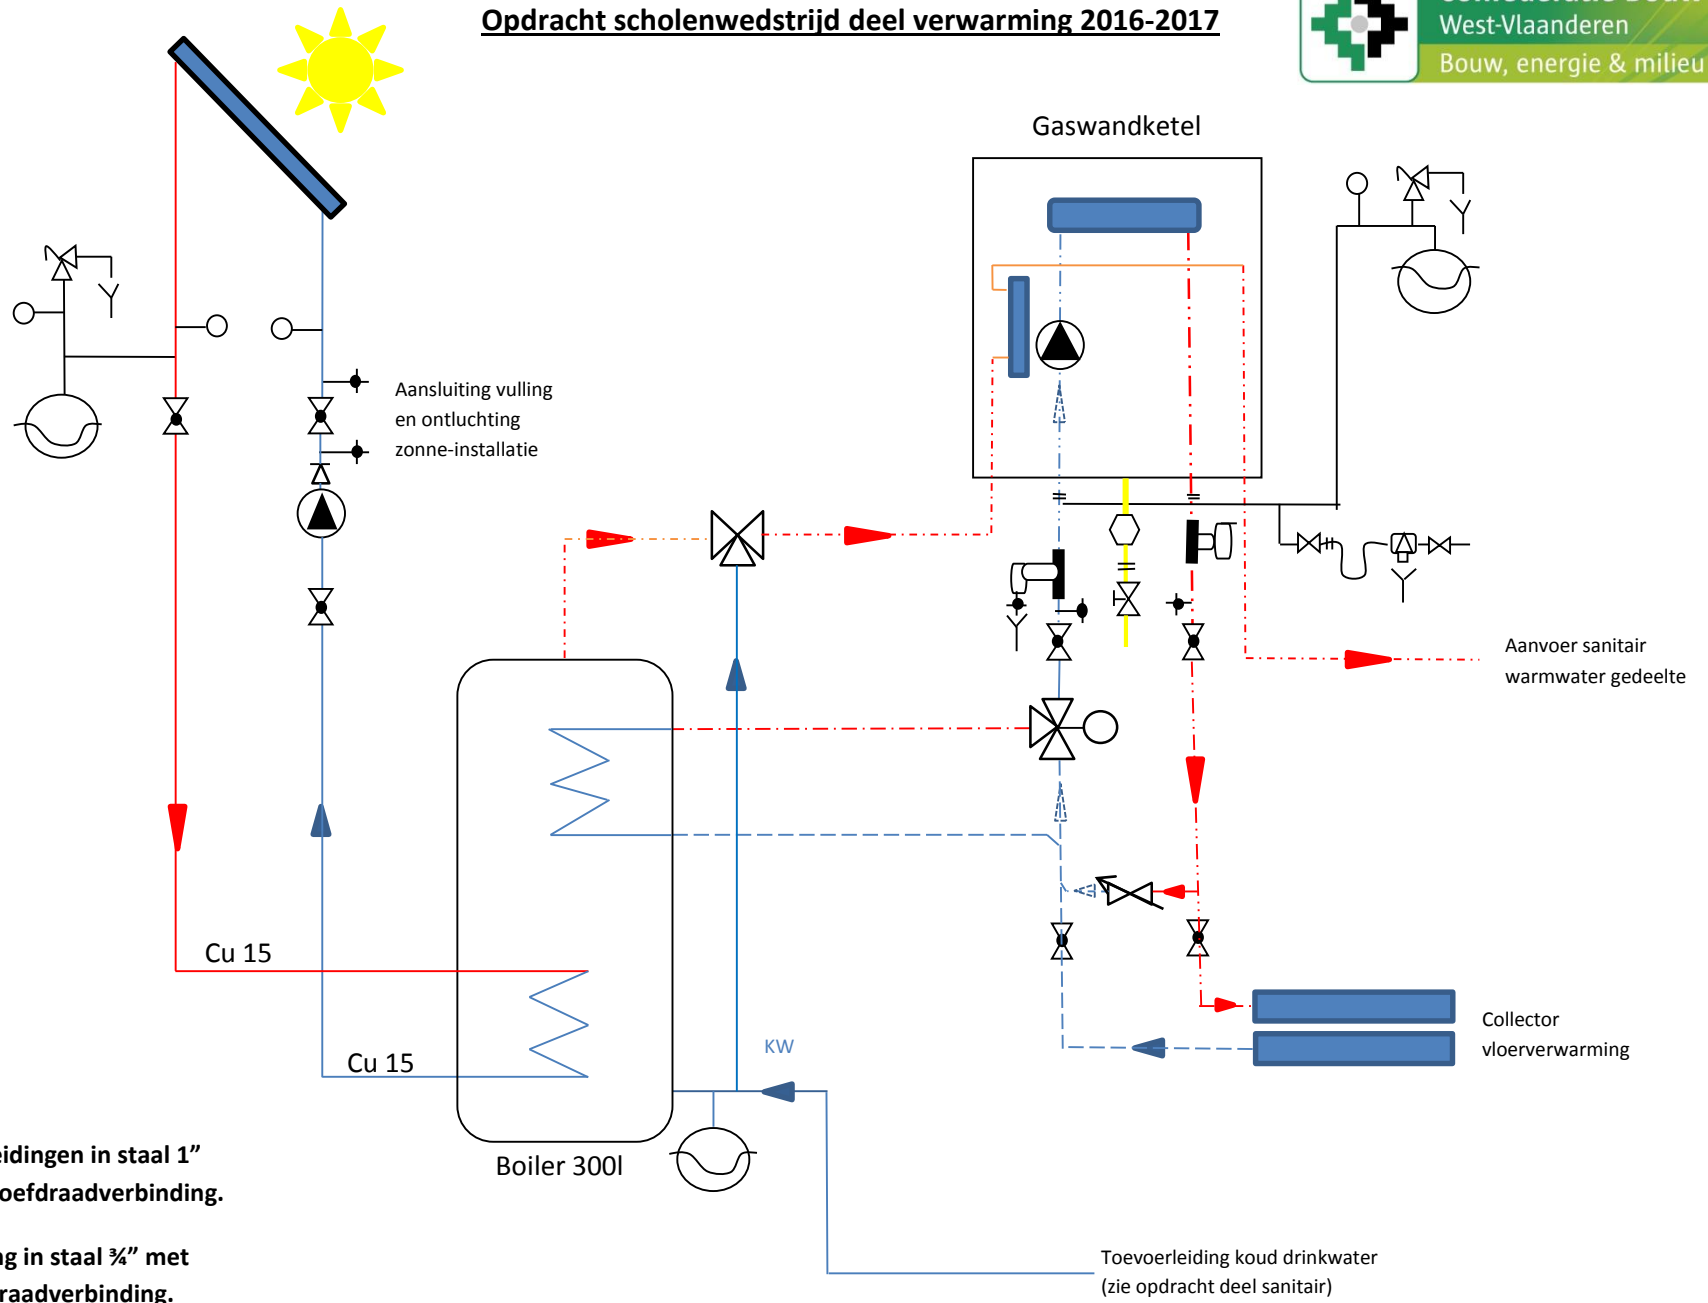 Opdracht scholenwedstrijd deel verwarming 2016-2017
West-Vlaanderen
Bouw, energie & milieu
Gaswandketel
Aansluiting vulling
en ontluchting
zonne-installatie
Aanvoer sanitair
warmwater gedeelte
Cu 15
Cu 15
KW
Collector
vloerverwarming
Boiler 300l
eidingen in staal 1”
oefdraadverbinding.
ng in staal ¾” met
raadverbinding.
Toevoerleiding koud drinkwater
(zie opdracht deel sanitair)